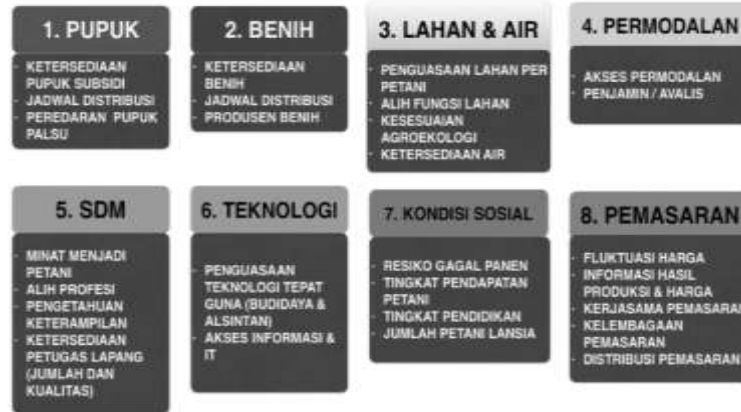 1. PUPUK
- KETERSEDIAAN
PUPUK SUBSIDI
- JADWAL DISTRIBUSI
- PEREDARAN PUPUK
PALSU
2. BENIH
- KETERSEDIAAN
BENIH
- JADWAL DISTRIBUSI
- PRODUSEN BENIH
3. LAHAN & AIR
- PENGUASAAN LAHAN PER
PETANI
- ALIH FUNGSI LAHAN
- KESESUAIAN
AGROEKOLOGI
- KETERSEDIAAN AIR
4. PERMODALAN
- AKSES PERMODALAN
- PENJAMIN / AVALIS
5. SDM
- MINAT MENJADI
PETANI
- ALIH PROFESI
- PENGETAHUAN
KETERAMPILAN
- KETERSEDIAAN
PETUGAS LAPANG
(JUMLAH DAN
KUALITAS)
6. TEKNOLOGI
- PENGUASAAN
TEKNOLOGI TEPAT
GUNA (BUDIDAYA &
ALSINTAN)
- AKSES INFORMASI &
IT
7. KONDISI SOSIAL
- RESIKO GAGAL PANEN
- TINGKAT PENDAPATAN
PETANI
- TINGKAT PENDIDIKAN
- JUMLAH PETANI LANSIA
8. PEMASARAN
- FLUKTUASI HARGA
- INFORMASI HASIL
PRODUKSI & HARGA
- KERJASAMA PEMASARAN
- KELEMBAGAAN
PEMASARAN
- DISTRIBUSI PEMASARAN